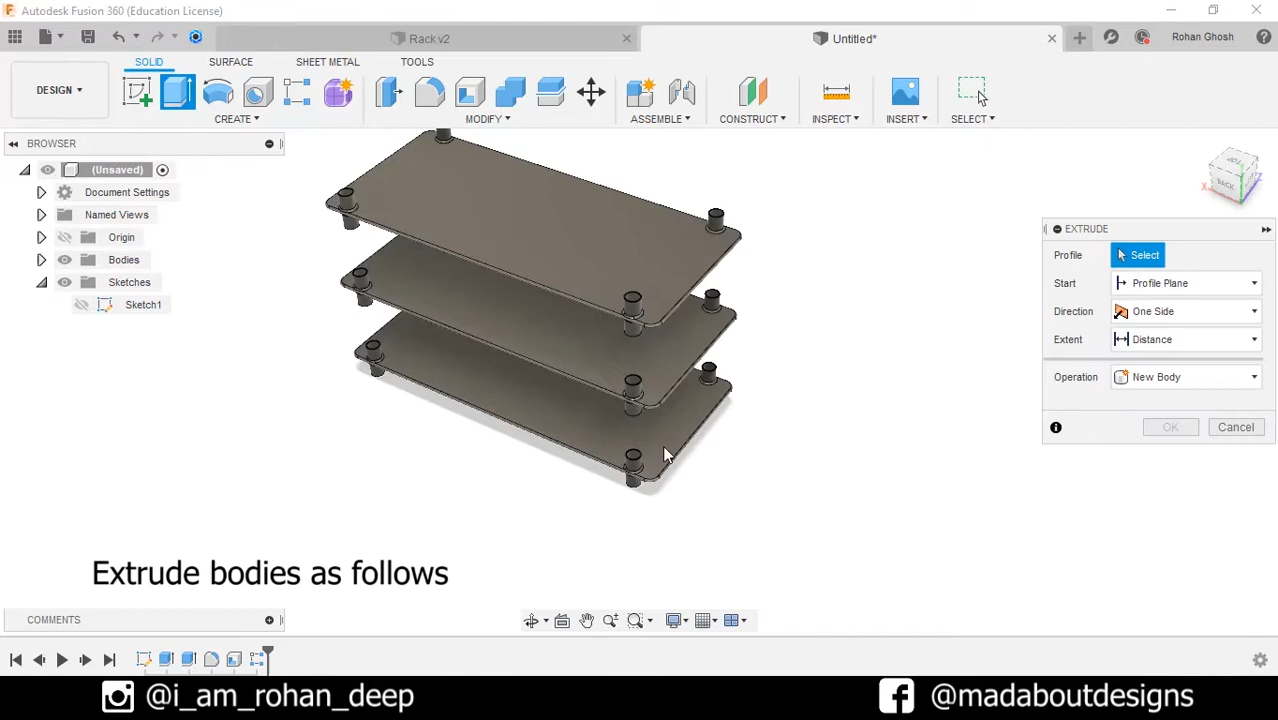 Autodesk Fusion 360 (Education License)
Rack v2
Untitled*
Rohan Ghosh
SOLID
SURFACE
SHEET METAL
TOOLS
DESIGN
CREATE
MODIFY
ASSEMBLE
CONSTRUCT
INSPECT
INSERT
SELECT
BROWSER
(Unsaved)
Document Settings
Named Views
Origin
Bodies
Sketches
Sketch1
TOP
BACK
X
Z
EXTRUDE
Profile Select
Start Profile Plane
Direction One Side
Extent Distance
Operation New Body
OK Cancel
Extrude bodies as follows
COMMENTS
@i_am_rohan_deep @madaboutdesigns